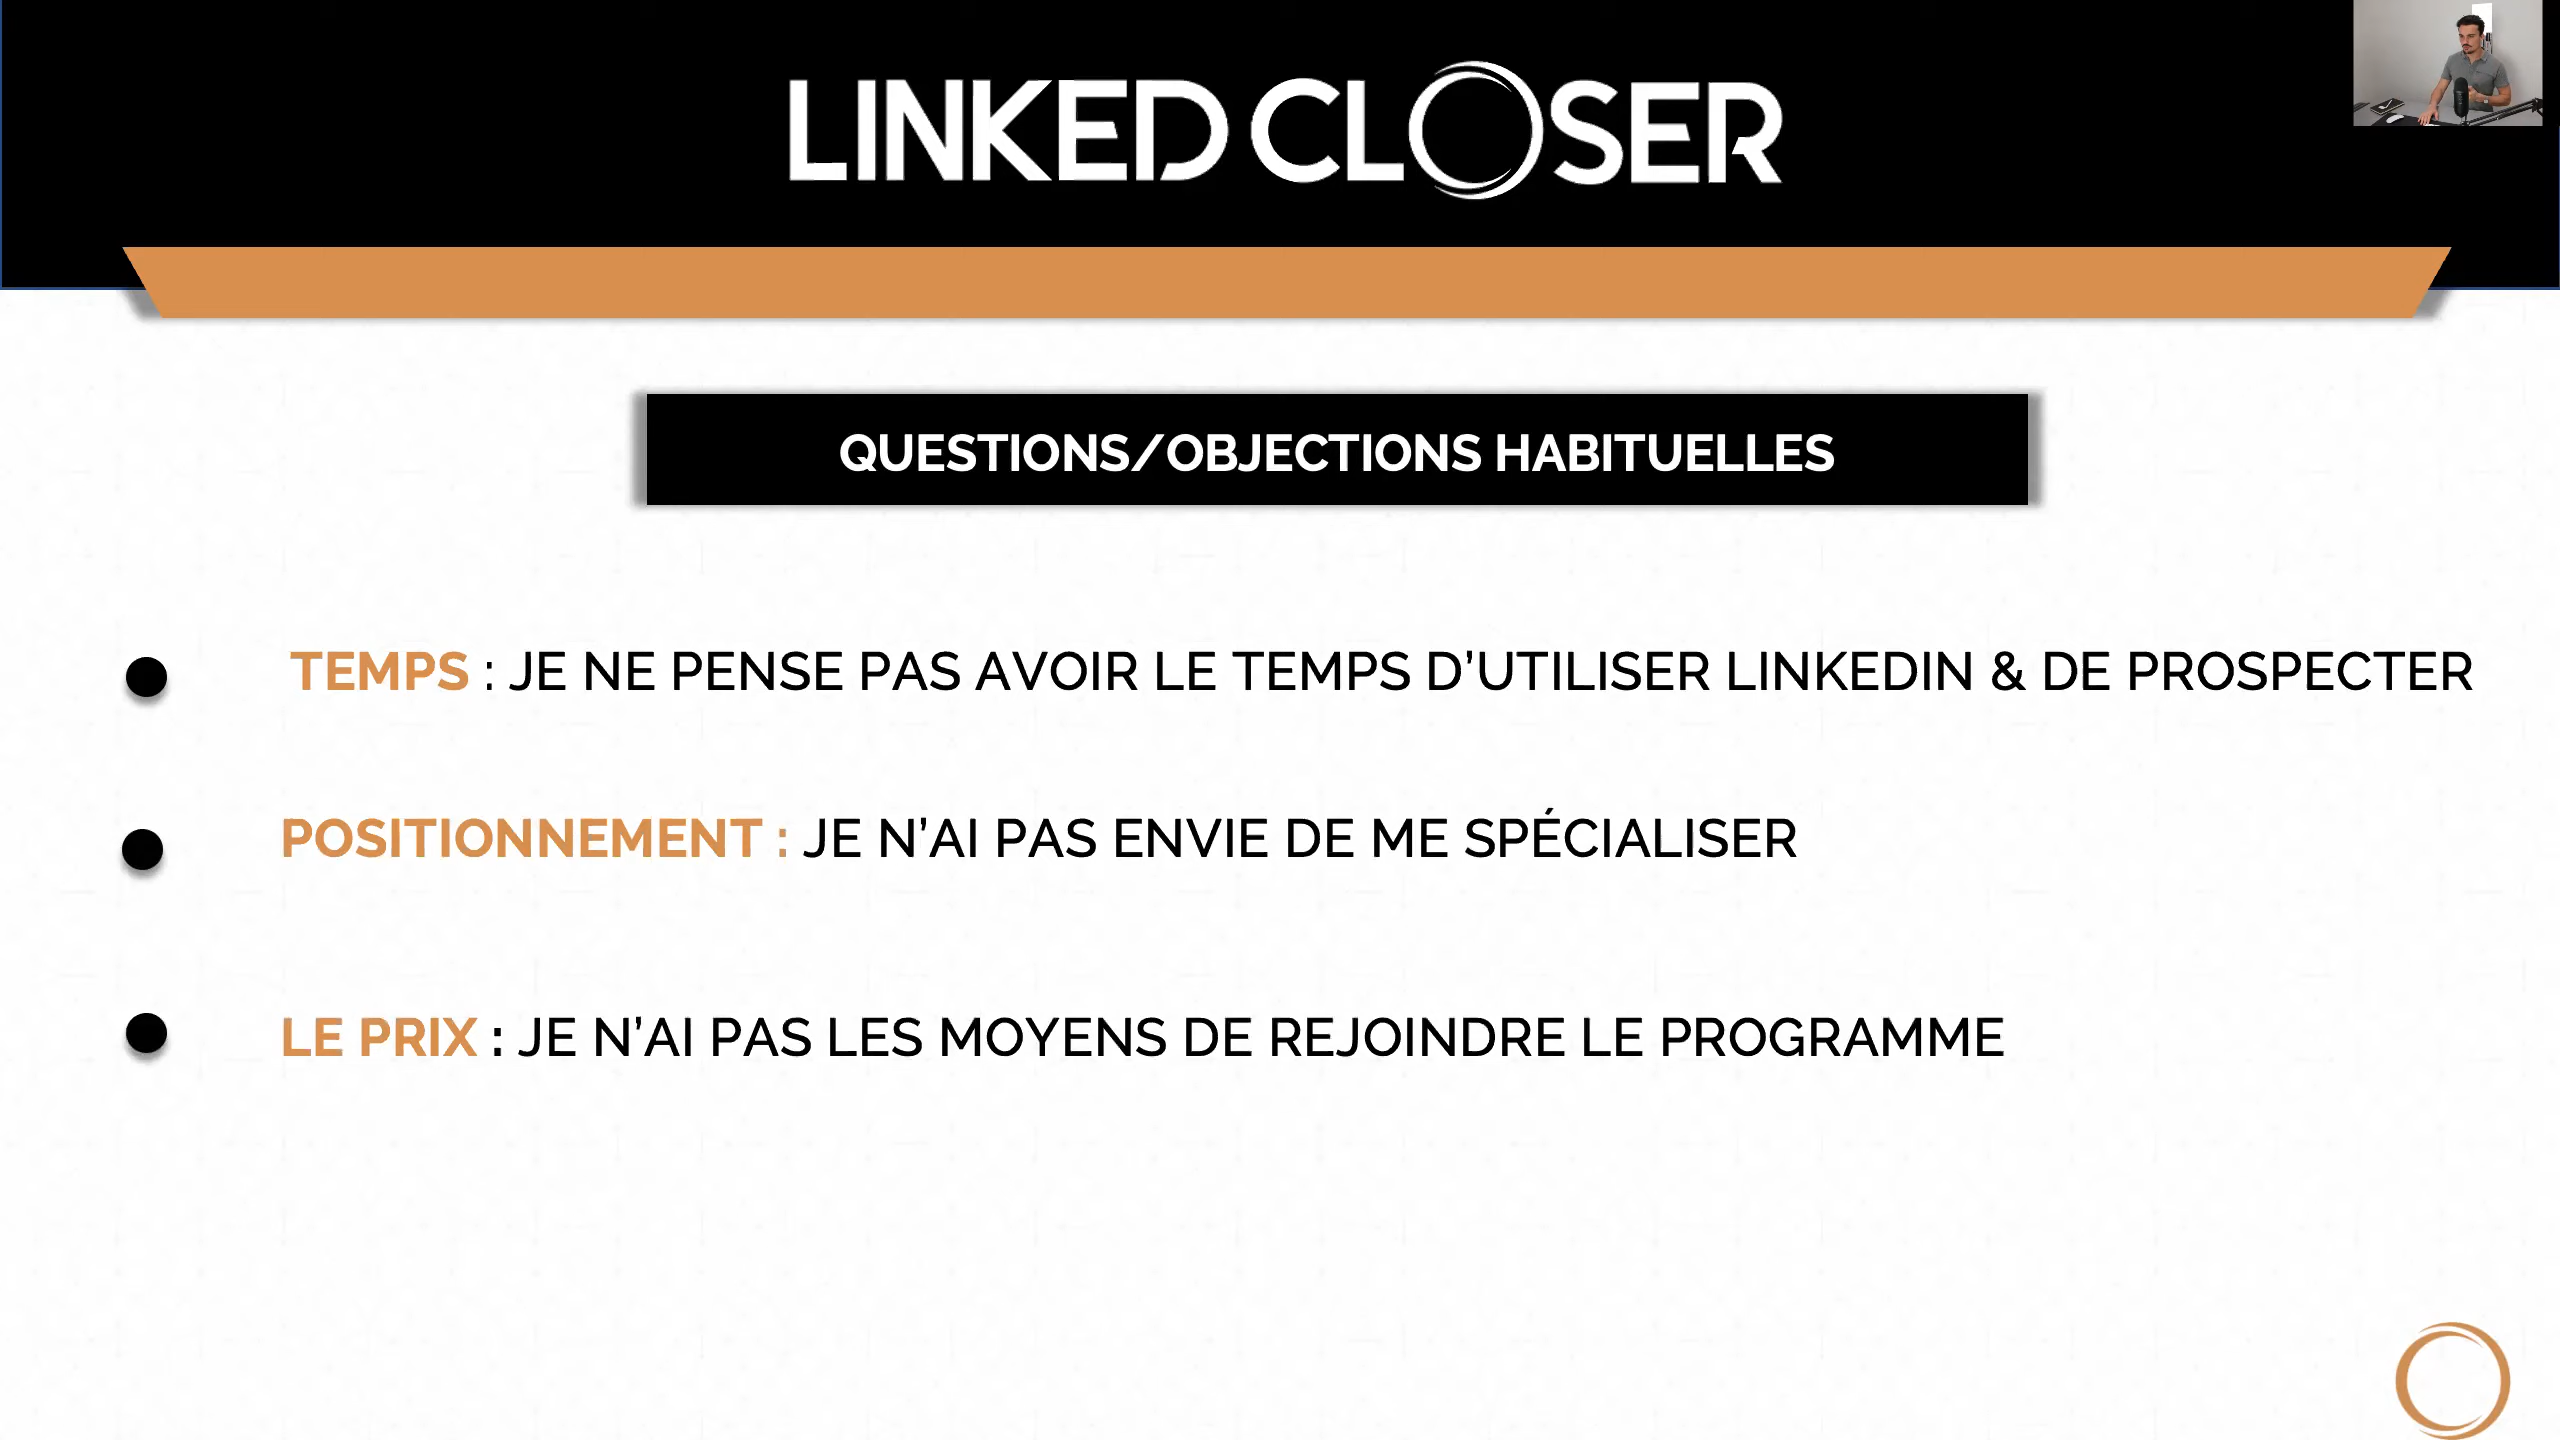 LINKED CLOSER
QUESTIONS/OBJECTIONS HABITUELLES
TEMPS : JE NE PENSE PAS AVOIR LE TEMPS D’UTILISER LINKEDIN & DE PROSPECTER
POSITIONNEMENT : JE N’AI PAS ENVIE DE ME SPÉCIALISER
LE PRIX : JE N’AI PAS LES MOYENS DE REJOINDRE LE PROGRAMME